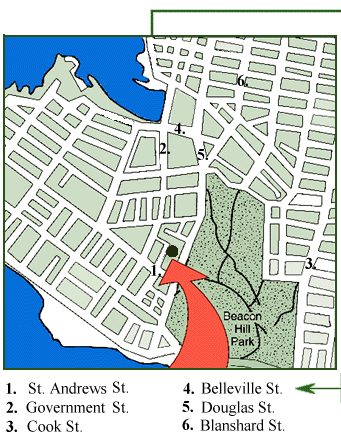 6.
4.
2.
5.
3.
1.
Beacon
Hill
Park
1. St. Andrews St.
2. Government St.
3. Cook St.
4. Belleville St.
5. Douglas St.
6. Blanshard St.